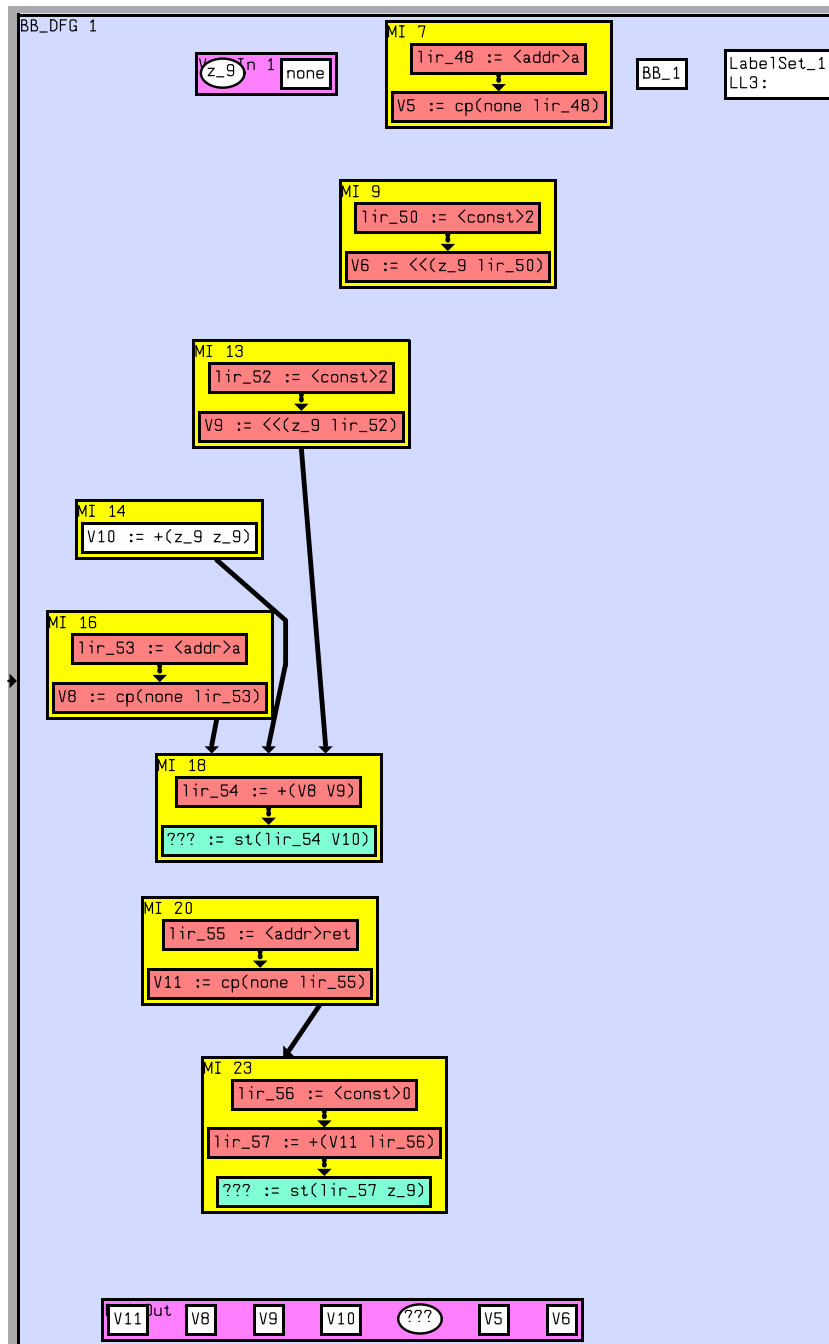 BB_DFG 1
In 1
z_9
none
MI 7
lir_48 := <addr>a
V5 := cp(none lir_48)
BB_1
LabelSet_1
LL3:
MI 9
lir_50 := <const>2
V6 := <<(z_9 lir_50)
MI 13
lir_52 := <const>2
V9 := <<(z_9 lir_52)
MI 14
V10 := +(z_9 z_9)
MI 16
lir_53 := <addr>a
V8 := cp(none lir_53)
MI 18
lir_54 := +(V8 V9)
??? := st(lir_54 V10)
MI 20
lir_55 := <addr>ret
V11 := cp(none lir_55)
MI 23
lir_56 := <const>0
lir_57 := +(V11 lir_56)
??? := st(lir_57 z_9)
Out
V11
V8
V9
V10
???
V5
V6